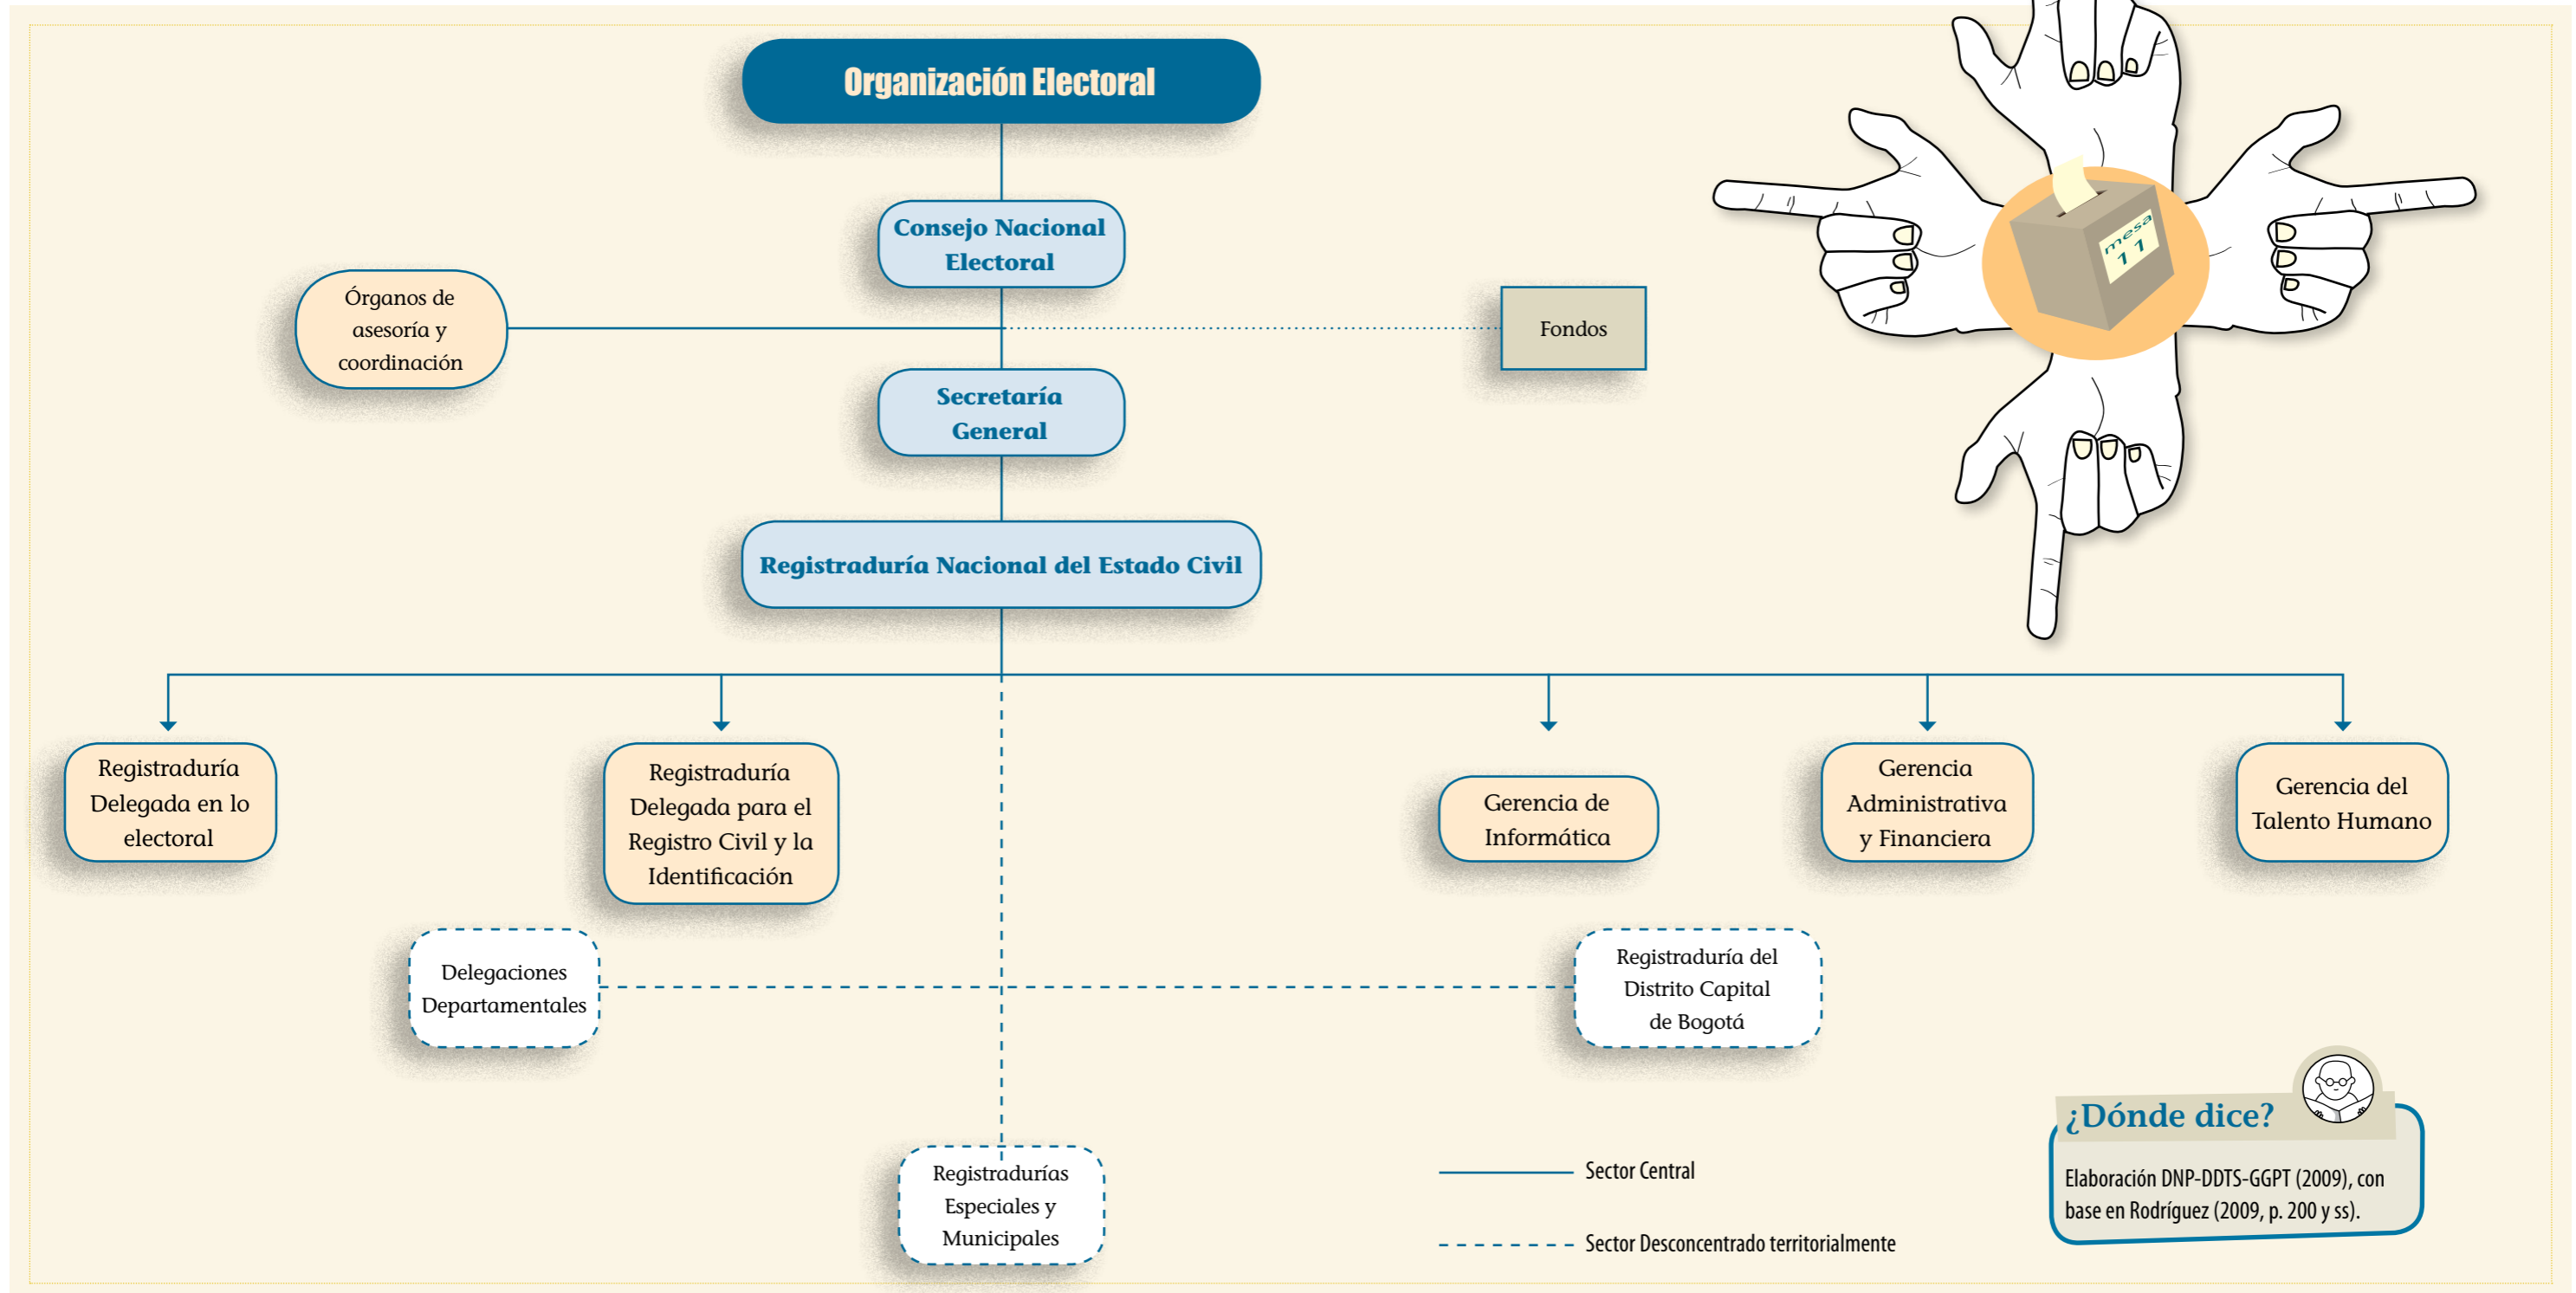 Organización Electoral
Consejo Nacional
Electoral
Órganos de
asesoría y
coordinación
Fondos
Secretaría
General
Registraduría Nacional del Estado Civil
mesa
11
Registraduría
Delegada en lo
electoral
Registraduría
Delegada para el
Registro Civil y la
Identificación
Gerencia de
Informática
Gerencia
Administrativa
y Financiera
Gerencia del
Talento Humano
Delegaciones
Departamentales
Registraduría del
Distrito Capital
de Bogotá
Registradurías
Especiales y
Municipales
Sector Central
Sector Desconcentrado territorialmente
¿Dónde dice?
Elaboración DNP-DDTS-GGPT (2009), con
base en Rodríguez (2009, p. 200 y ss).